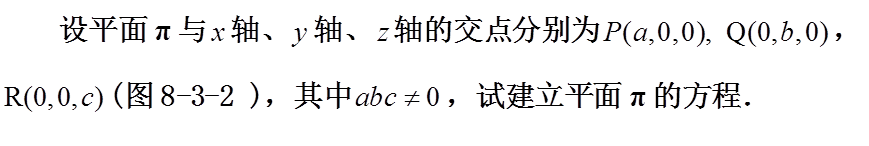 设平面 π 与x轴、y轴、z轴的交点分别为P(a,0,0), Q(0,b,0)，
R(0,0,c)(图8-3-2 )，其中abc ≠ 0，试建立平面 π 的方程．